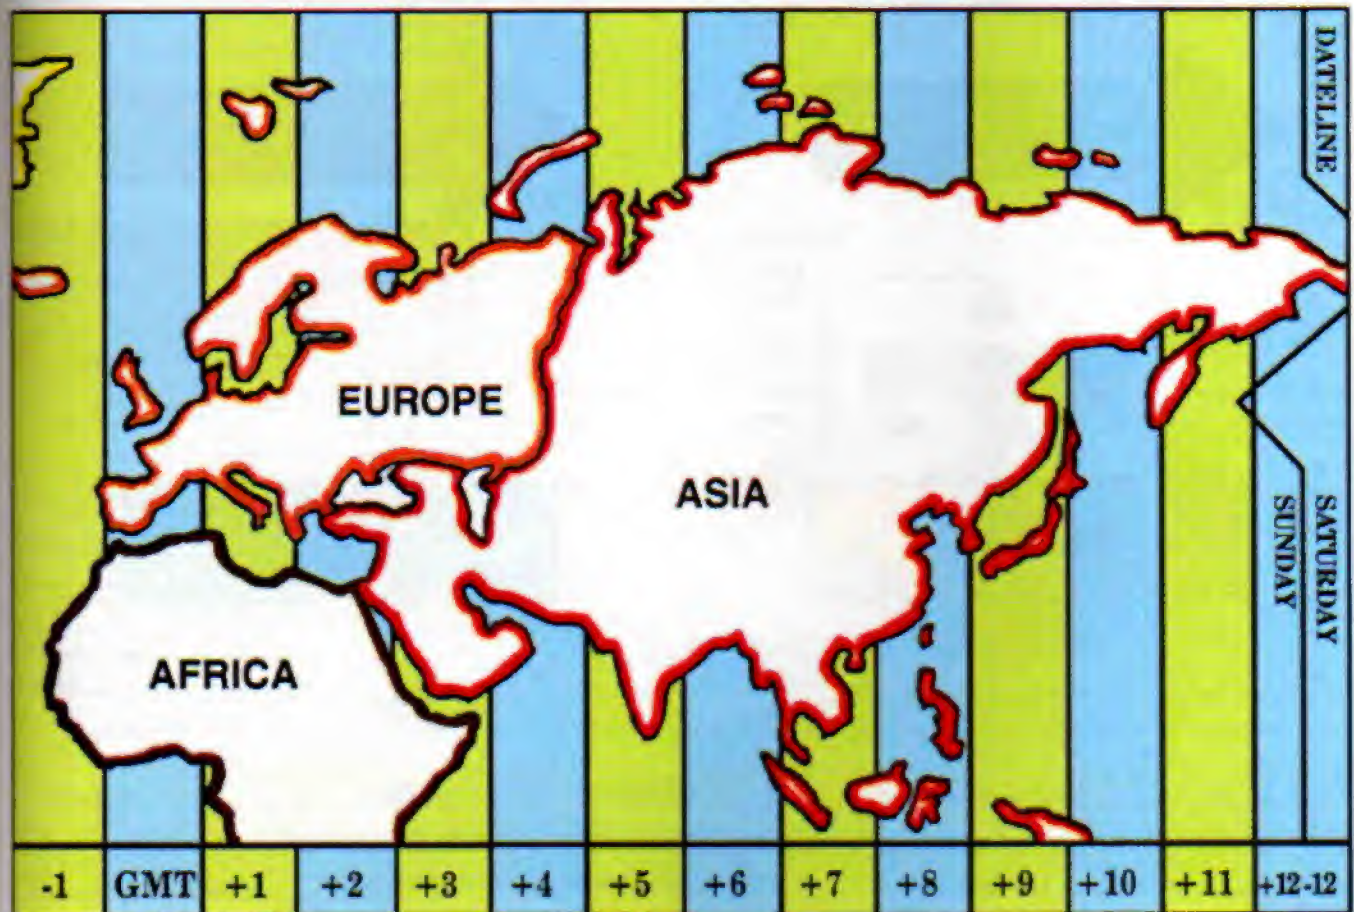 DATELINE
EUROPE
ASIA
SATURDAY
SUNDAY
AFRICA
-1 GMT +1 +2 +3 +4 +5 +6 +7 +8 +9 +10 +11 +12 -12